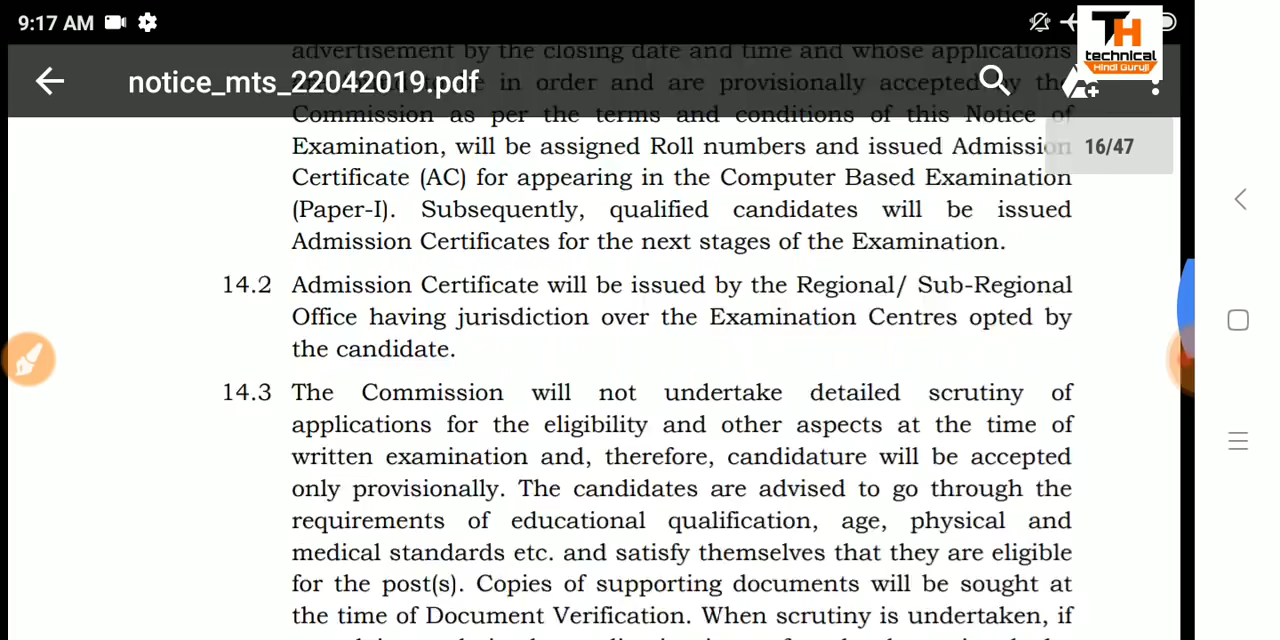 9:17 AM
TH
technical
Hindi Guruji
advertisement by the closing date and time and whose applications
notice_mts_22042019.pdf
in order and are provisionally accepted by the
Commission as per the terms and conditions of this Notice of
Examination, will be assigned Roll numbers and issued Admission
16/47
Certificate (AC) for appearing in the Computer Based Examination
(Paper-I). Subsequently, qualified candidates will be issued
Admission Certificates for the next stages of the Examination.
14.2 Admission Certificate will be issued by the Regional/ Sub-Regional
Office having jurisdiction over the Examination Centres opted by
the candidate.
14.3 The Commission will not undertake detailed scrutiny of
applications for the eligibility and other aspects at the time of
written examination and, therefore, candidature will be accepted
only provisionally. The candidates are advised to go through the
requirements of educational qualification, age, physical and
medical standards etc. and satisfy themselves that they are eligible
for the post(s). Copies of supporting documents will be sought at
the time of Document Verification. When scrutiny is undertaken, if